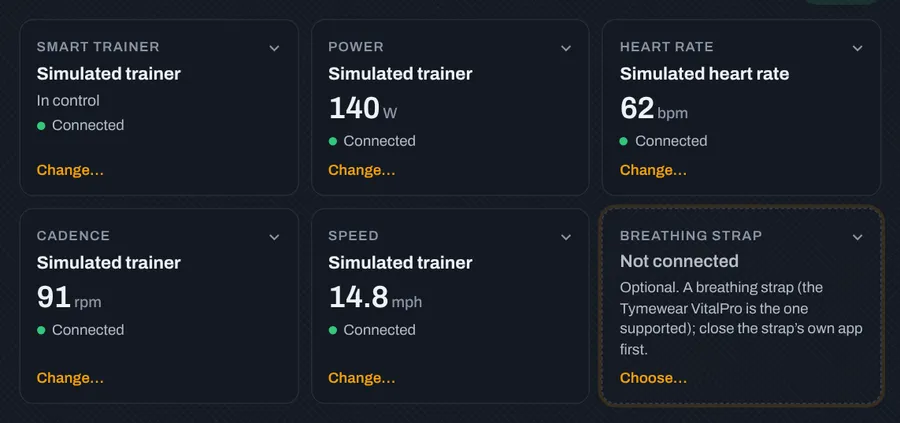 SMART TRAINER
Simulated trainer
In control
Connected
Change...
POWER
Simulated trainer
140 W
Connected
Change...
HEART RATE
Simulated heart rate
62 bpm
Connected
Change...
CADENCE
Simulated trainer
91 rpm
Connected
Change...
SPEED
Simulated trainer
14.8 mph
Connected
Change...
BREATHING STRAP
Not connected
Optional. A breathing strap (the
Tymewear VitalPro is the one
supported); close the strap’s own app
first.
Choose...